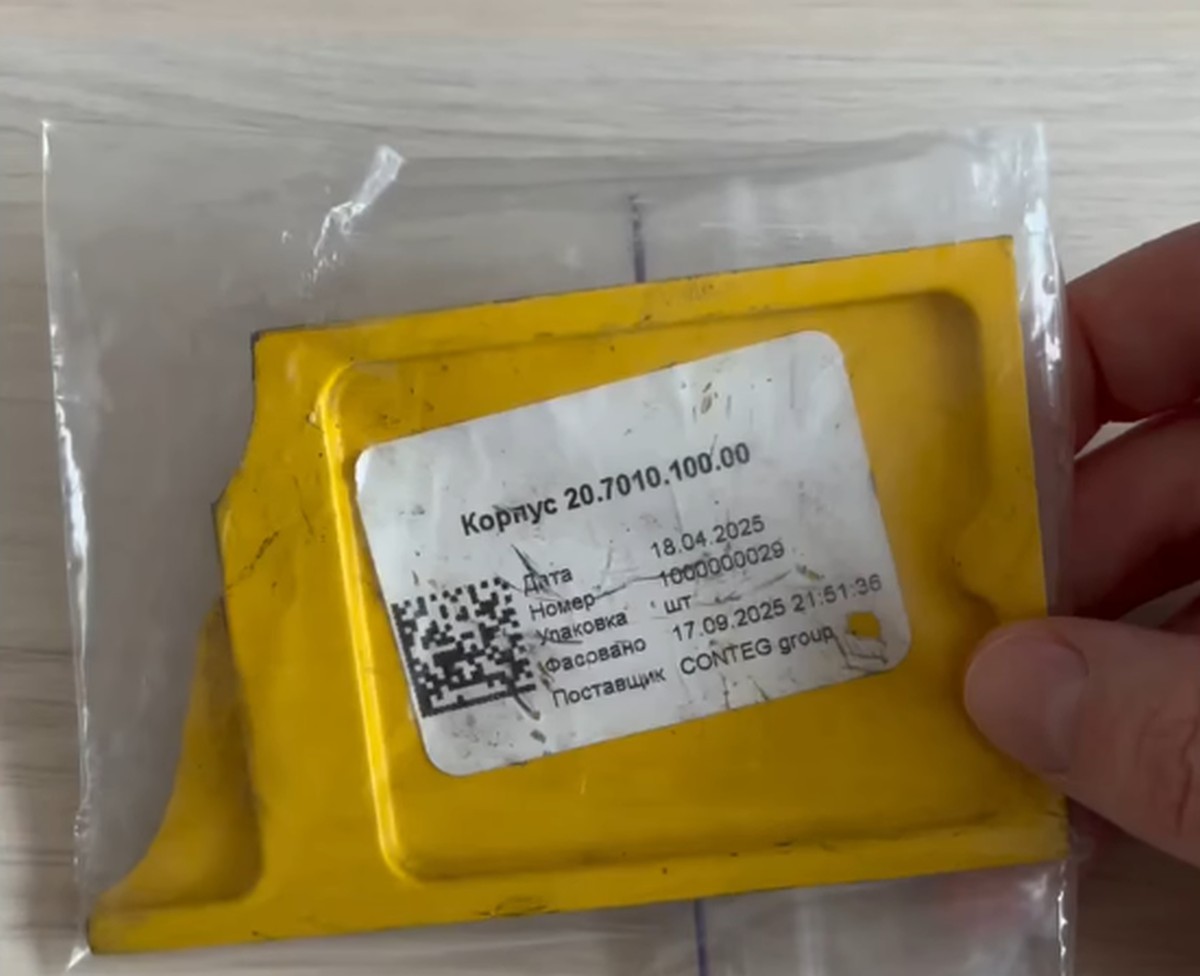 Корпус 20.7010.100.00
Дата 18.04.2025
Номер 1000000029
Упаковка шт
Фасовано 17.09.2025 21:51:36
Поставщик CONTEG group